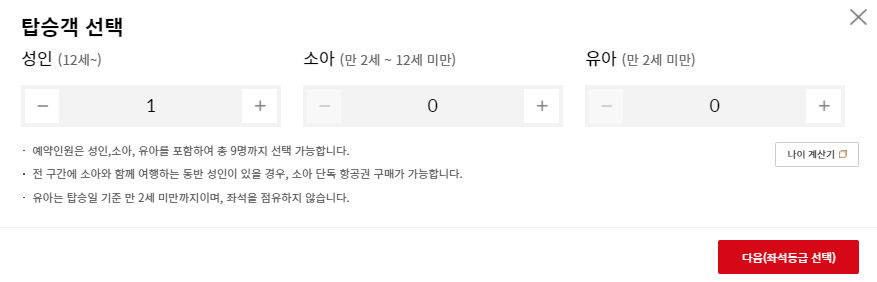 탑승객 선택
성인 (12세~)
소아 (만 2세 ~ 12세 미만)
유아 (만 2세 미만)
1
0
0
· 예약인원은 성인,소아, 유아를 포함하여 총 9명까지 선택 가능합니다.
나이 계산기
· 전 구간에 소아와 함께 여행하는 동반 성인이 있을 경우, 소아 단독 항공권 구매가 가능합니다.
· 유아는 탑승일 기준 만 2세 미만까지이며, 좌석을 점유하지 않습니다.
다음(좌석등급 선택)